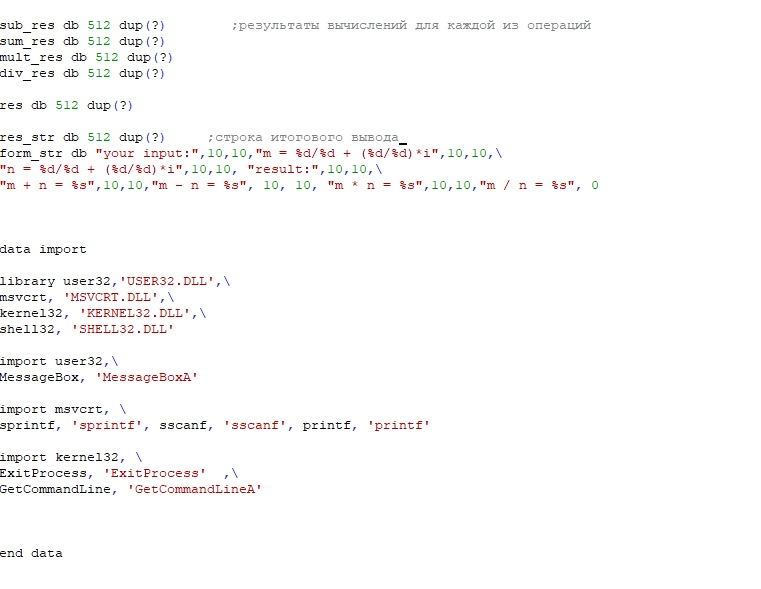 sub_res db 512 dup(?) ;результаты вычислений для каждой из операций
sum_res db 512 dup(?)
mult_res db 512 dup(?)
div_res db 512 dup(?)
res db 512 dup(?)
res_str db 512 dup(?) ;строка итогового вывода
form_str db "your input:",10,10,"m = %d/%d + (%d/%d)*i",10,10,\
"n = %d/%d + (%d/%d)*i",10,10, "result:",10,10,\
"m + n = %s",10,10,"m - n = %s", 10, 10, "m * n = %s",10,10,"m / n = %s", 0
data import
library user32,'USER32.DLL',\
msvcrt, 'MSVCRT.DLL',\
kernel32, 'KERNEL32.DLL',\
shell32, 'SHELL32.DLL'
import user32,\
MessageBox, 'MessageBoxA'
import msvcrt, \
sprintf, 'sprintf', sscanf, 'sscanf', printf, 'printf'
import kernel32, \
ExitProcess, 'ExitProcess' ,\
GetCommandLine, 'GetCommandLineA'
end data